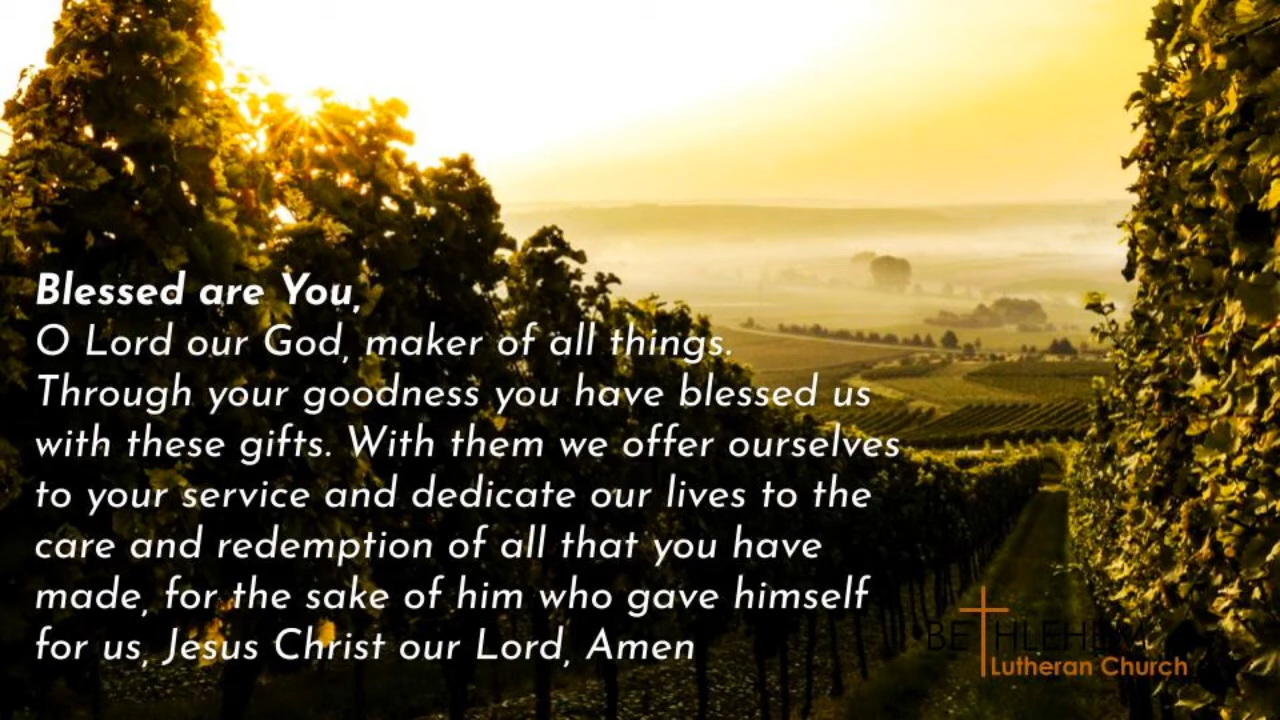 Blessed are You,
O Lord our God, maker of all things.
Through your goodness you have blessed us
with these gifts. With them we offer ourselves
to your service and dedicate our lives to the
care and redemption of all that you have
made, for the sake of him who gave himself
for us, Jesus Christ our Lord, Amen
BETHLEHEM
Lutheran Church